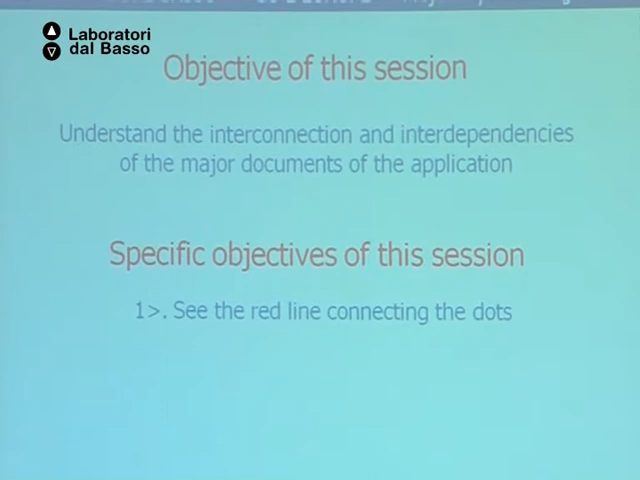 Laboratori
dal Basso
Objective of this session
Understand the interconnection and interdependencies
of the major documents of the application
Specific objectives of this session
1>. See the red line connecting the dots